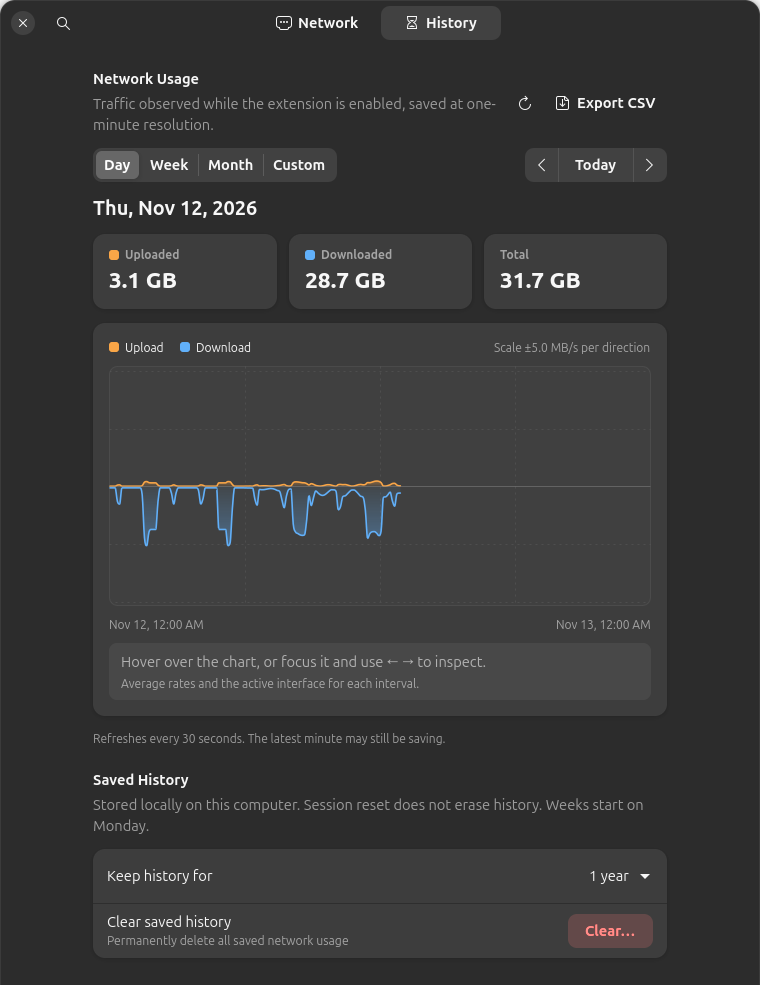 Network
History
Network Usage
Traffic observed while the extension is enabled, saved at one-
minute resolution.
Export CSV
Day Week Month Custom
Today
Thu, Nov 12, 2026
Uploaded
3.1 GB
Downloaded
28.7 GB
Total
31.7 GB
Upload Download
Scale ±5.0 MB/s per direction
Nov 12, 12:00 AM
Nov 13, 12:00 AM
Hover over the chart, or focus it and use ← → to inspect.
Average rates and the active interface for each interval.
Refreshes every 30 seconds. The latest minute may still be saving.
Saved History
Stored locally on this computer. Session reset does not erase history. Weeks start on
Monday.
Keep history for
1 year
Clear saved history
Permanently delete all saved network usage
Clear…